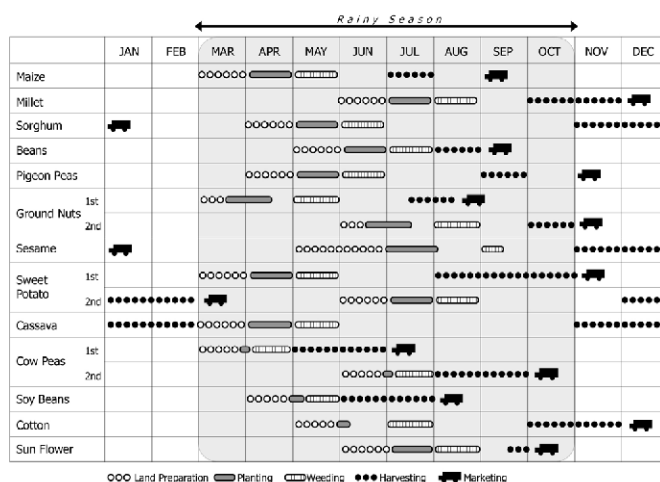 Rainy Season
JAN FEB MAR APR MAY JUN JUL AUG SEP OCT NOV DEC
Maize
Millet
Sorghum
Beans
Pigeon Peas
Ground Nuts 1st
2nd
Sesame
Sweet Potato 1st
2nd
Cassava
Cow Peas 1st
2nd
Soy Beans
Cotton
Sun Flower
Land Preparation Planting Weeding Harvesting Marketing